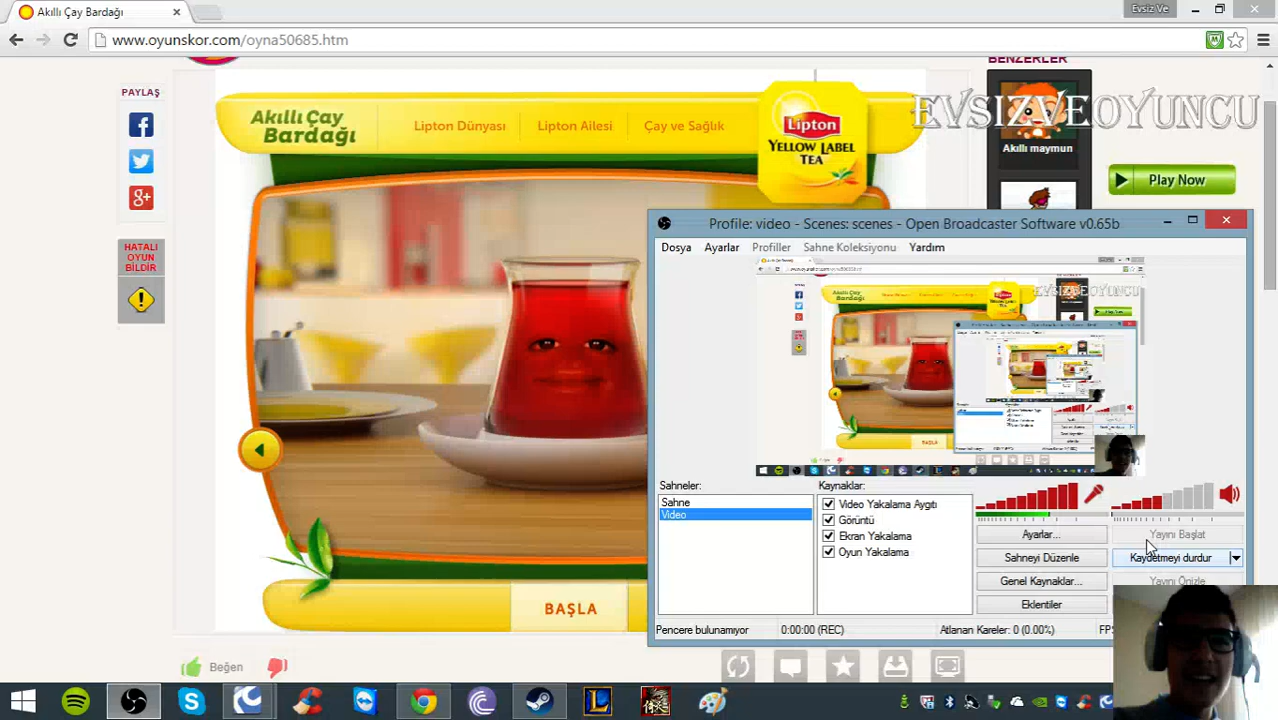 Akıllı Çay Bardağı
Evsiz Ve
www.oyunskor.com/oyna50685.htm
BENZERLER
PAYLAŞ
Akıllı Çay
Bardağı
Lipton Dünyası
Lipton Ailesi
Çay ve Sağlık
Lipton
YELLOW LABEL
TEA
EVSIZVEOYUNCU
Akıllı maymun
Play Now
HATALI
OYUN
BİLDİR
Profile: video - Scenes: scenes - Open Broadcaster Software v0.65b
Dosya
Ayarlar
Profiller
Sahne Koleksiyonu
Yardım
Sahneler:
Kaynaklar:
Sahne
Video
Video Yakalama Aygıtı
Görüntü
Ekran Yakalama
Oyun Yakalama
Ayarlar...
Yayını Başlat
Sahneyi Düzenle
Kaydetmeyi durdur
Genel Kaynaklar...
Yayını Önizle
Eklentiler
BAŞLA
Pencere bulunamıyor
0:00:00 (REC)
Atlanan Kareler: 0 (0.00%)
FPS
Beğen